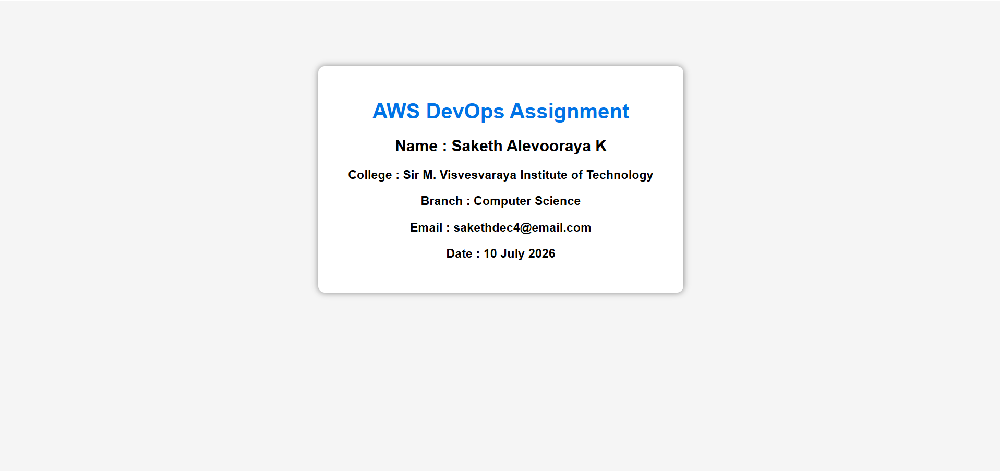 AWS DevOps Assignment
Name : Saketh Alevooraya K
College : Sir M. Visvesvaraya Institute of Technology
Branch : Computer Science
Email : sakethdec4@email.com
Date : 10 July 2026